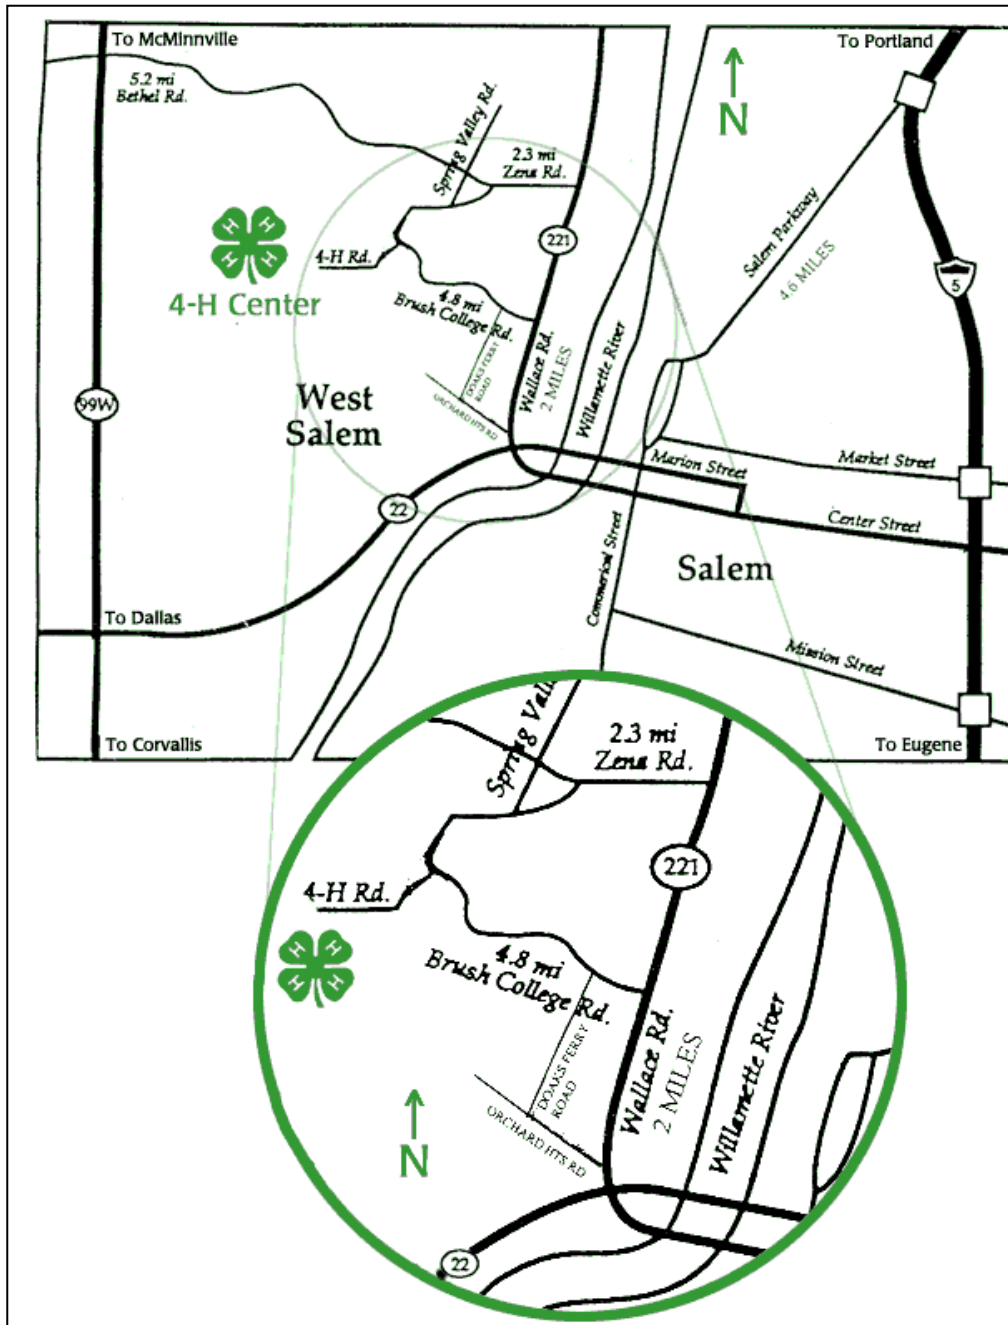 To McMinnville
To Portland
5.2 mi
Bethel Rd.
Spring Valley Rd.
2.3 mi
Zena Rd.
N
Salem Parkway
4.6 MILES
H H
H H
4-H Center
4-H Rd.
221
5
4.8 mi
Brush College Rd.
DOAKS FERRY
ROAD
ORCHARD HTS RD
Wallace Rd.
2 MILES
Willamette River
99W
West
Salem
Marion Street
Market Street
22
Center Street
Commerical Street
Salem
To Dallas
Mission Street
To Corvallis
To Eugene
Spring Valley
2.3 mi
Zena Rd.
221
4-H Rd.
H H
H H
4.8 mi
Brush College Rd.
DOAKS FERRY
ROAD
ORCHARD HTS RD
Wallace Rd.
2 MILES
Willamette River
N
22